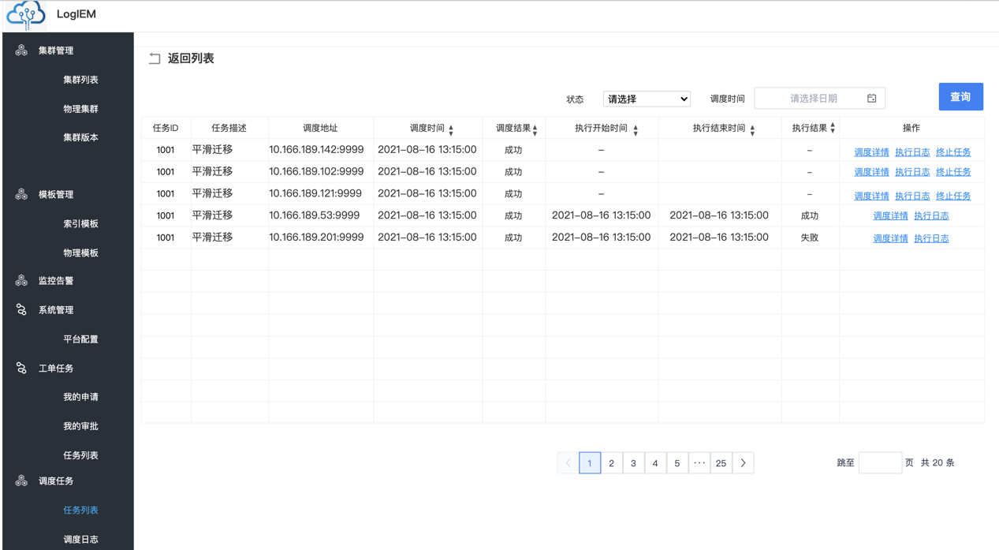 LogIEM
集群管理
集群列表
物理集群
集群版本
模板管理
索引模板
物理模板
监控告警
系统管理
平台配置
工单任务
我的申请
我的审批
任务列表
调度任务
任务列表
调度日志
返回列表
状态 请选择 调度时间 请选择日期 查询
任务ID 任务描述 调度地址 调度时间 调度结果 执行开始时间 执行结束时间 执行结果 操作
1001 平滑迁移 10.166.189.142:9999 2021-08-16 13:15:00 成功 - - 调度详情 执行日志 终止任务
1001 平滑迁移 10.166.189.102:9999 2021-08-16 13:15:00 成功 - - 调度详情 执行日志 终止任务
1001 平滑迁移 10.166.189.121:9999 2021-08-16 13:15:00 成功 - - 调度详情 执行日志 终止任务
1001 平滑迁移 10.166.189.53:9999 2021-08-16 13:15:00 成功 2021-08-16 13:15:00 2021-08-16 13:15:00 成功 调度详情 执行日志
1001 平滑迁移 10.166.189.201:9999 2021-08-16 13:15:00 成功 2021-08-16 13:15:00 2021-08-16 13:15:00 失败 调度详情 执行日志
< 1 2 3 4 5 ··· 25 > 跳至 页 共 20 条